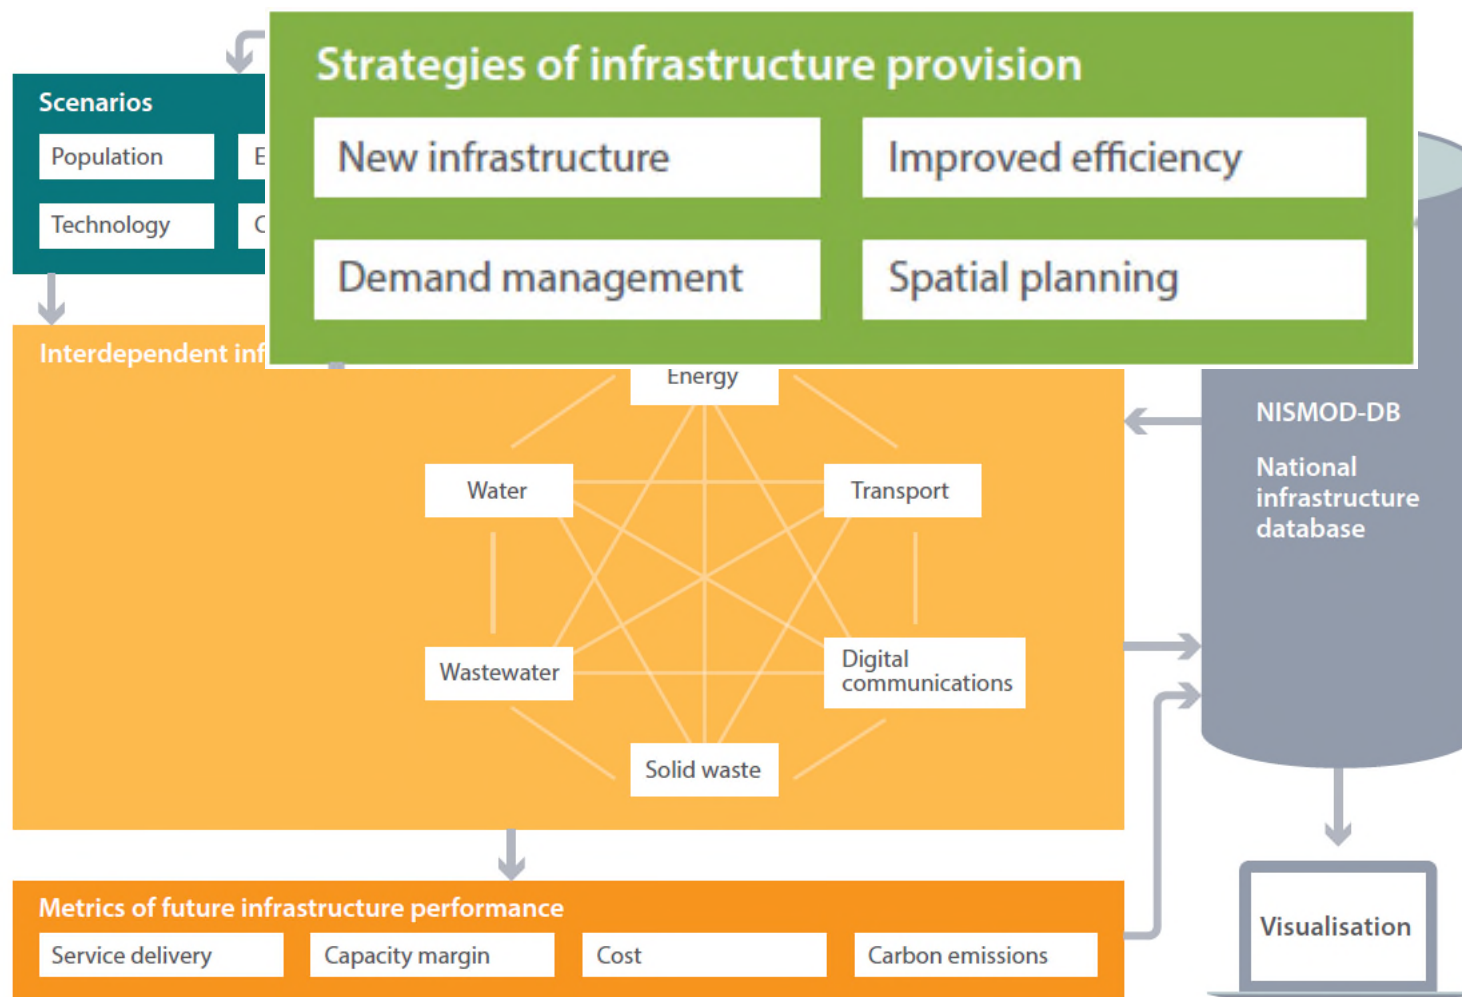 Strategies of infrastructure provision
New infrastructure
Improved efficiency
Demand management
Spatial planning
Scenarios
Population
E
Technology
Interdependent inf
Energy
Water
Transport
Wastewater
Digital
communications
Solid waste
NISMOD-DB
National
infrastructure
database
Metrics of future infrastructure performance
Service delivery
Capacity margin
Cost
Carbon emissions
Visualisation